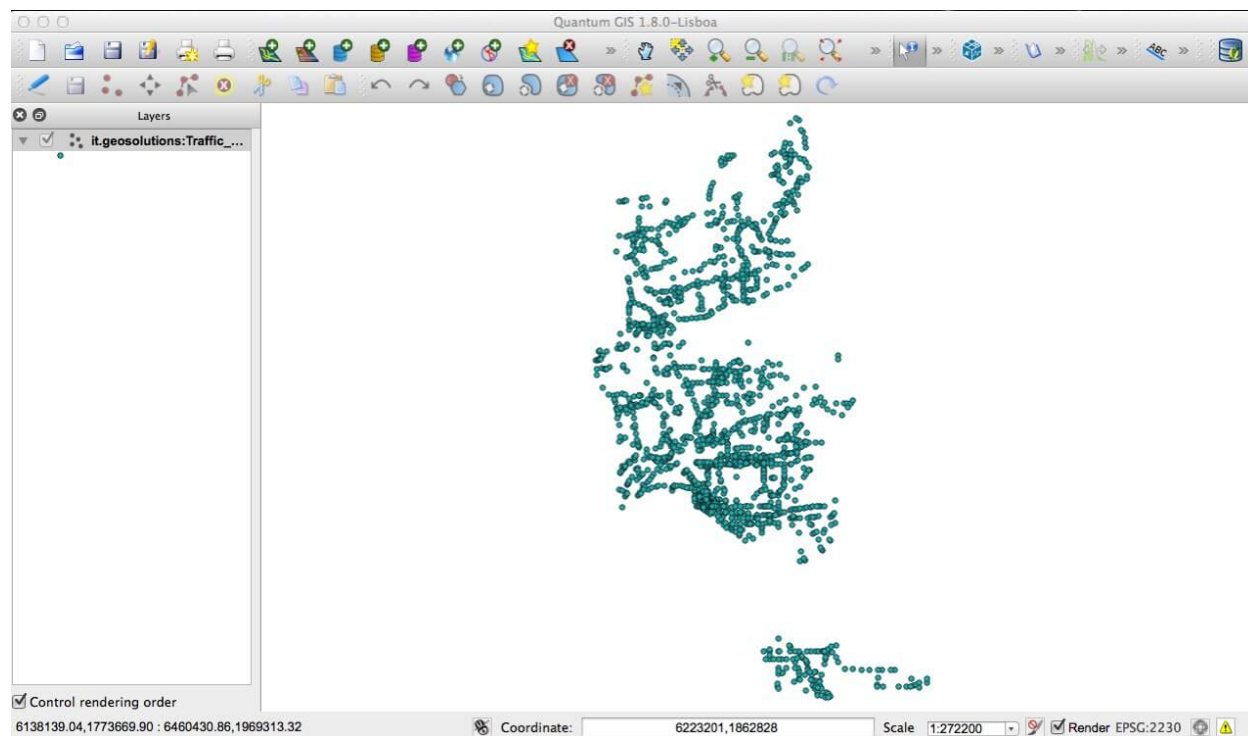 Quantum GIS 1.8.0-Lisboa
ABC
Layers
it.geosolutions:Traffic_...
Control rendering order
6138139.04,1773669.90 : 6460430.86,1969313.32
Coordinate:
6223201,1862828
Scale
1:272200
Render
EPSG:2230